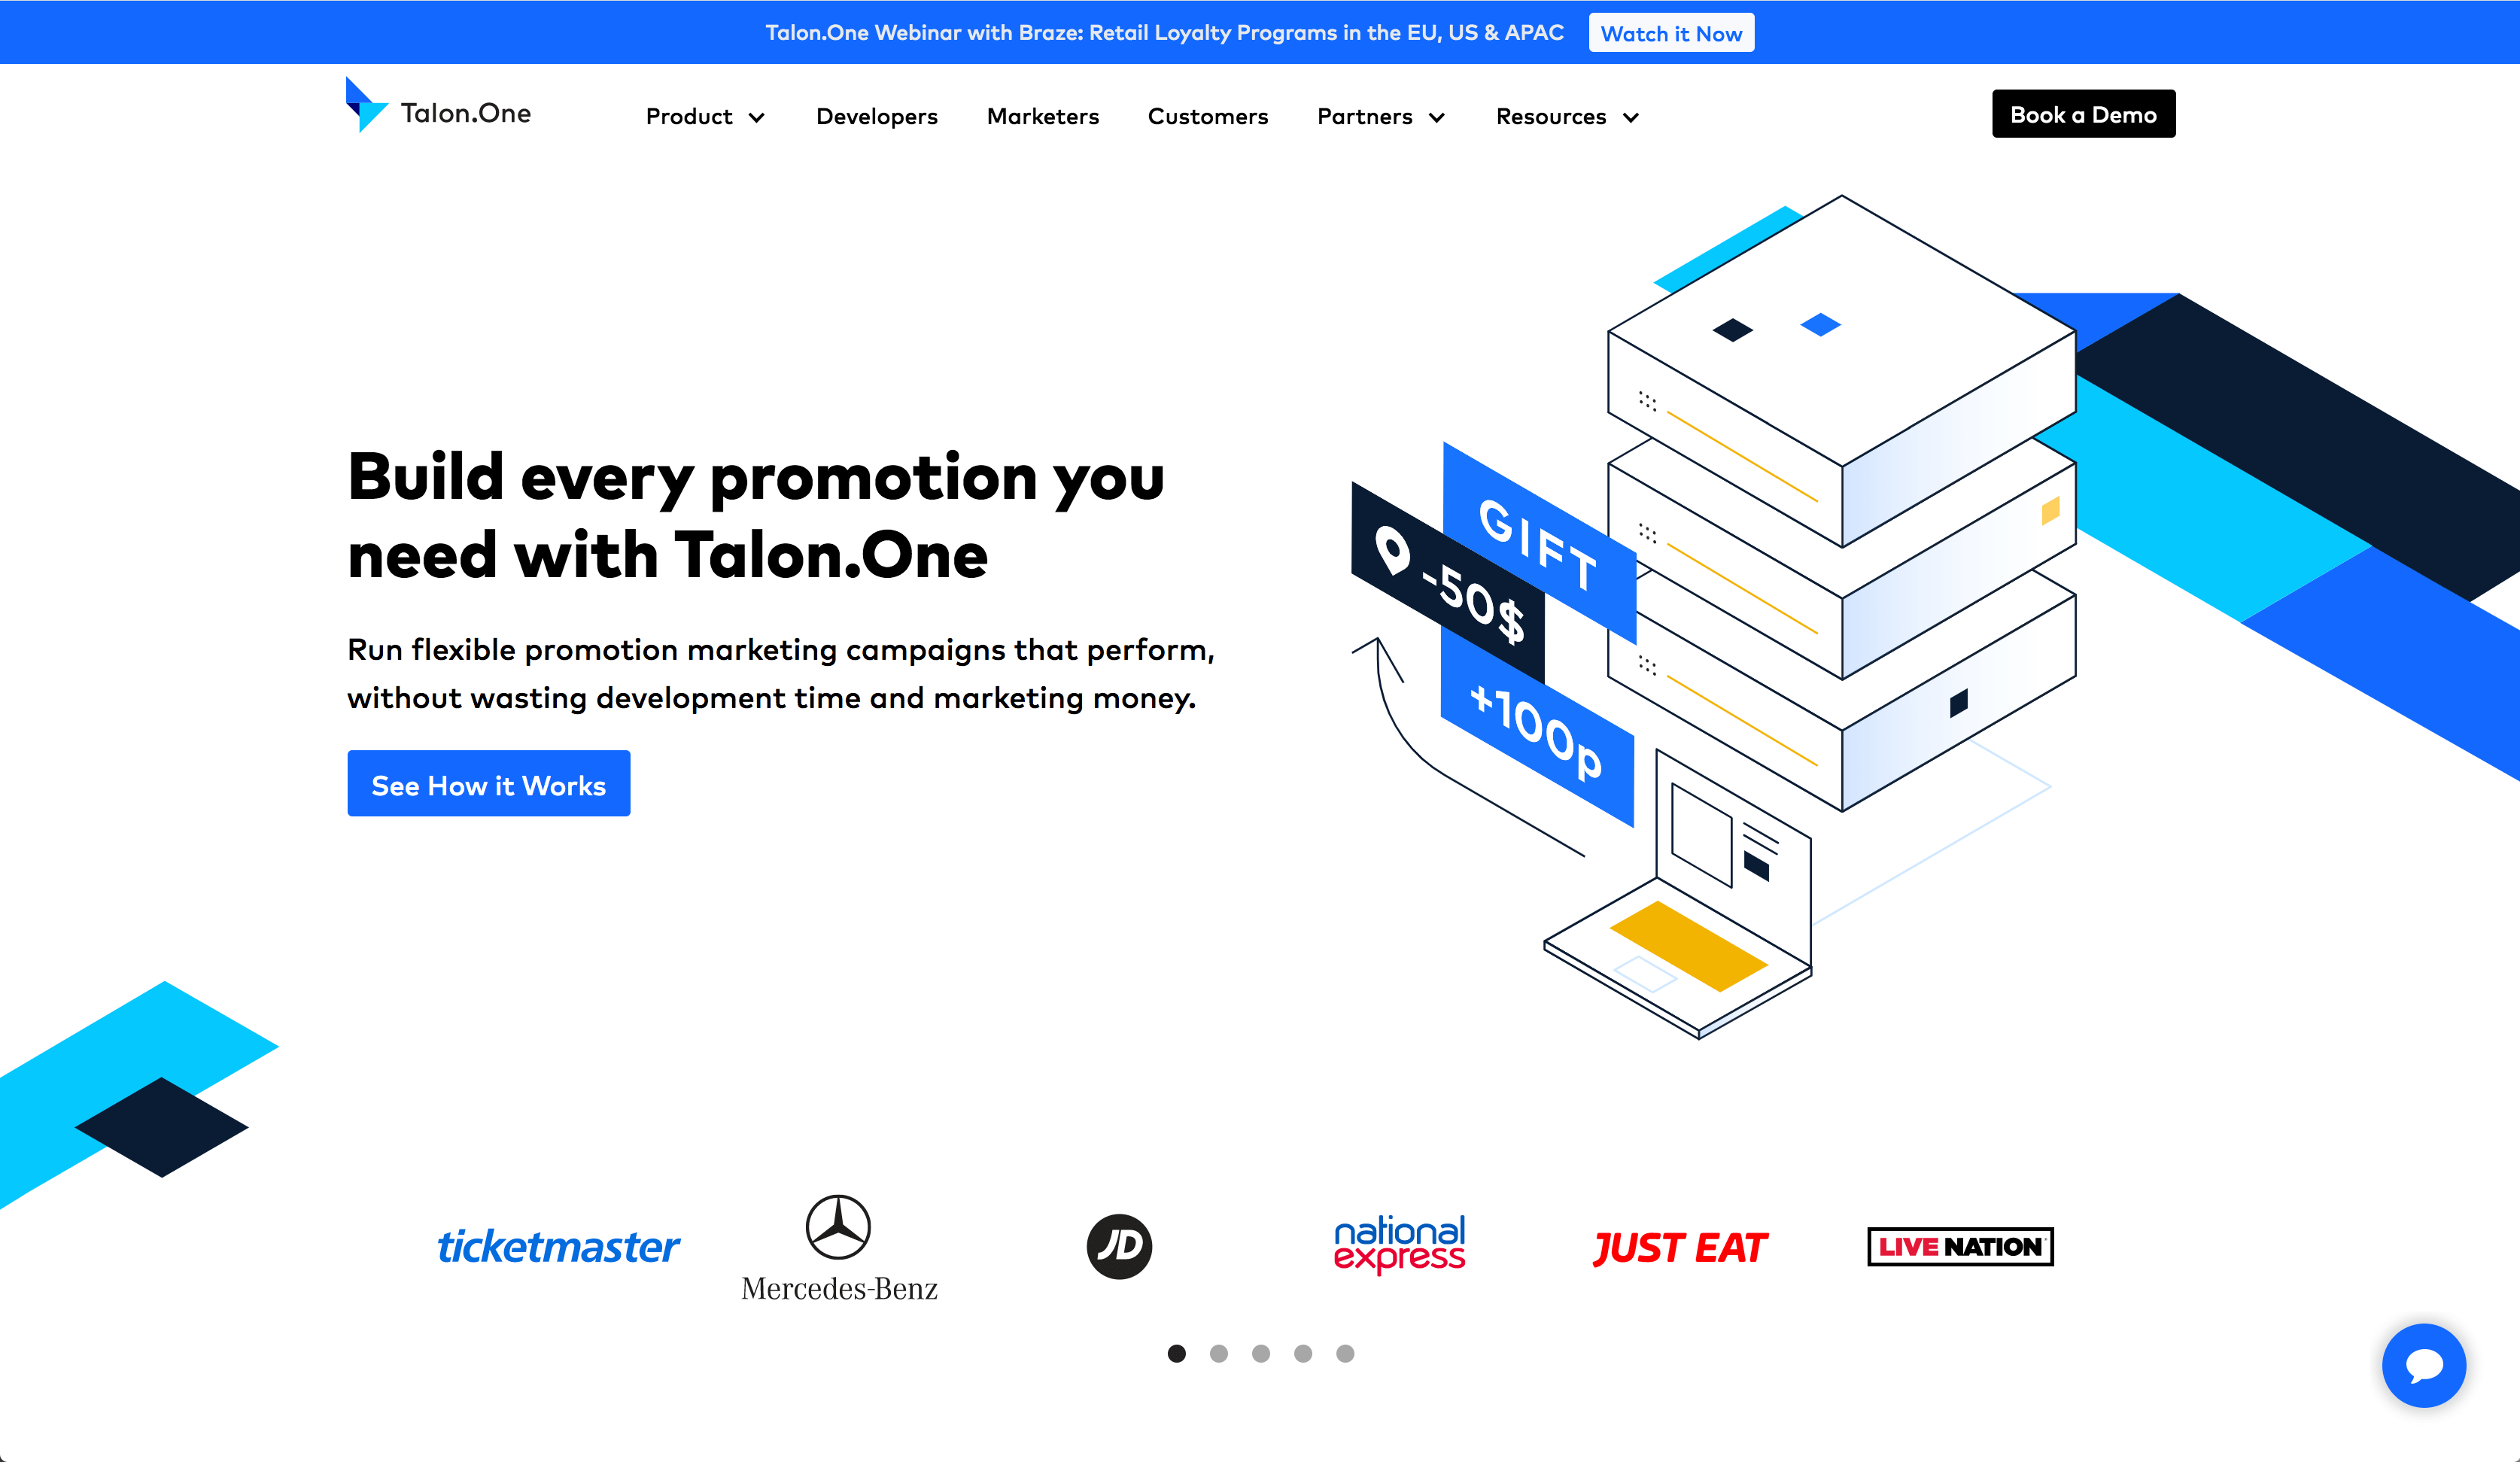 Talon.One Webinar with Braze: Retail Loyalty Programs in the EU, US & APAC
Watch it Now
Talon.One
Product
Developers
Marketers
Customers
Partners
Resources
Book a Demo
Build every promotion you
need with Talon.One
Run flexible promotion marketing campaigns that perform,
without wasting development time and marketing money.
See How it Works
GIFT
-50$
+100p
ticketmaster
Mercedes-Benz
JD
national
express
JUST EAT
LIVE NATION